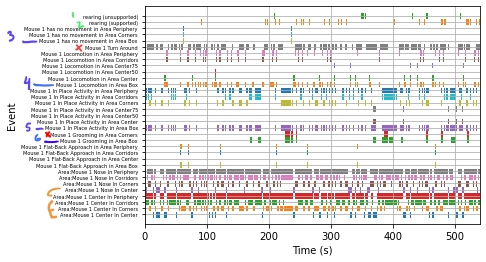 rearing (unsupported)
rearing (supported)
Mouse 1 has no movement in Area Periphery
Mouse 1 has no movement in Area Corners
3 Mouse 1 has no movement in Area Box
Mouse 1 Turn around
Mouse 1 Locomotion in Area Periphery
Mouse 1 Locomotion in Area Corridors
Mouse 1 Locomotion in Area Center75
Mouse 1 Locomotion in Area Center50
Mouse 1 Locomotion in Area Center
4 Mouse 1 Locomotion in Area Box
Mouse 1 In Place Activity in Area Periphery
Mouse 1 In Place Activity in Area Corridors
Mouse 1 In Place Activity in Area Corners
Mouse 1 In Place Activity in Area Center75
Mouse 1 In Place Activity in Area Center50
Mouse 1 In Place Activity in Area Center
5 Mouse 1 In Place Activity in Area Box
Mouse 1 Grooming in Area Corners
6 Mouse 1 Grooming in Area Box
Mouse 1 Flat-Back Approach in Area Periphery
Mouse 1 Flat-Back Approach in Area Corridors
Mouse 1 Flat-Back Approach in Area Center
Mouse 1 Flat-Back Approach in Area Box
Area:Mouse 1 Nose In Periphery
Area:Mouse 1 Nose In Corridors
Area:Mouse 1 Nose In Corners
Area:Mouse 1 Nose In Center
Area:Mouse 1 Center In Periphery
Area:Mouse 1 Center In Corridors
Area:Mouse 1 Center In Corners
Area:Mouse 1 Center In Center
Event
0 100 200 300 400 500
Time (s)